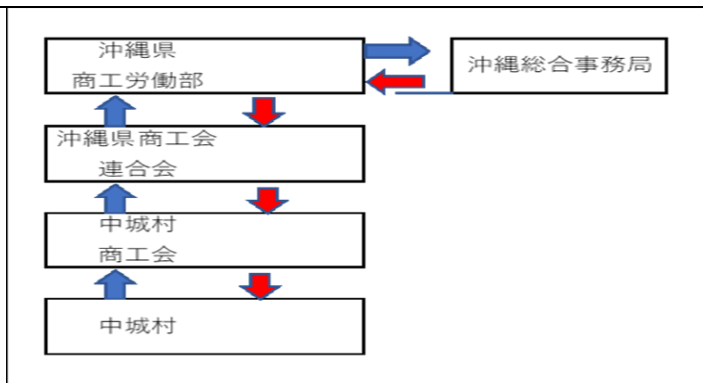 沖縄県
商工労働部
沖縄総合事務局
沖縄県商工会
連合会
中城村
商工会
中城村